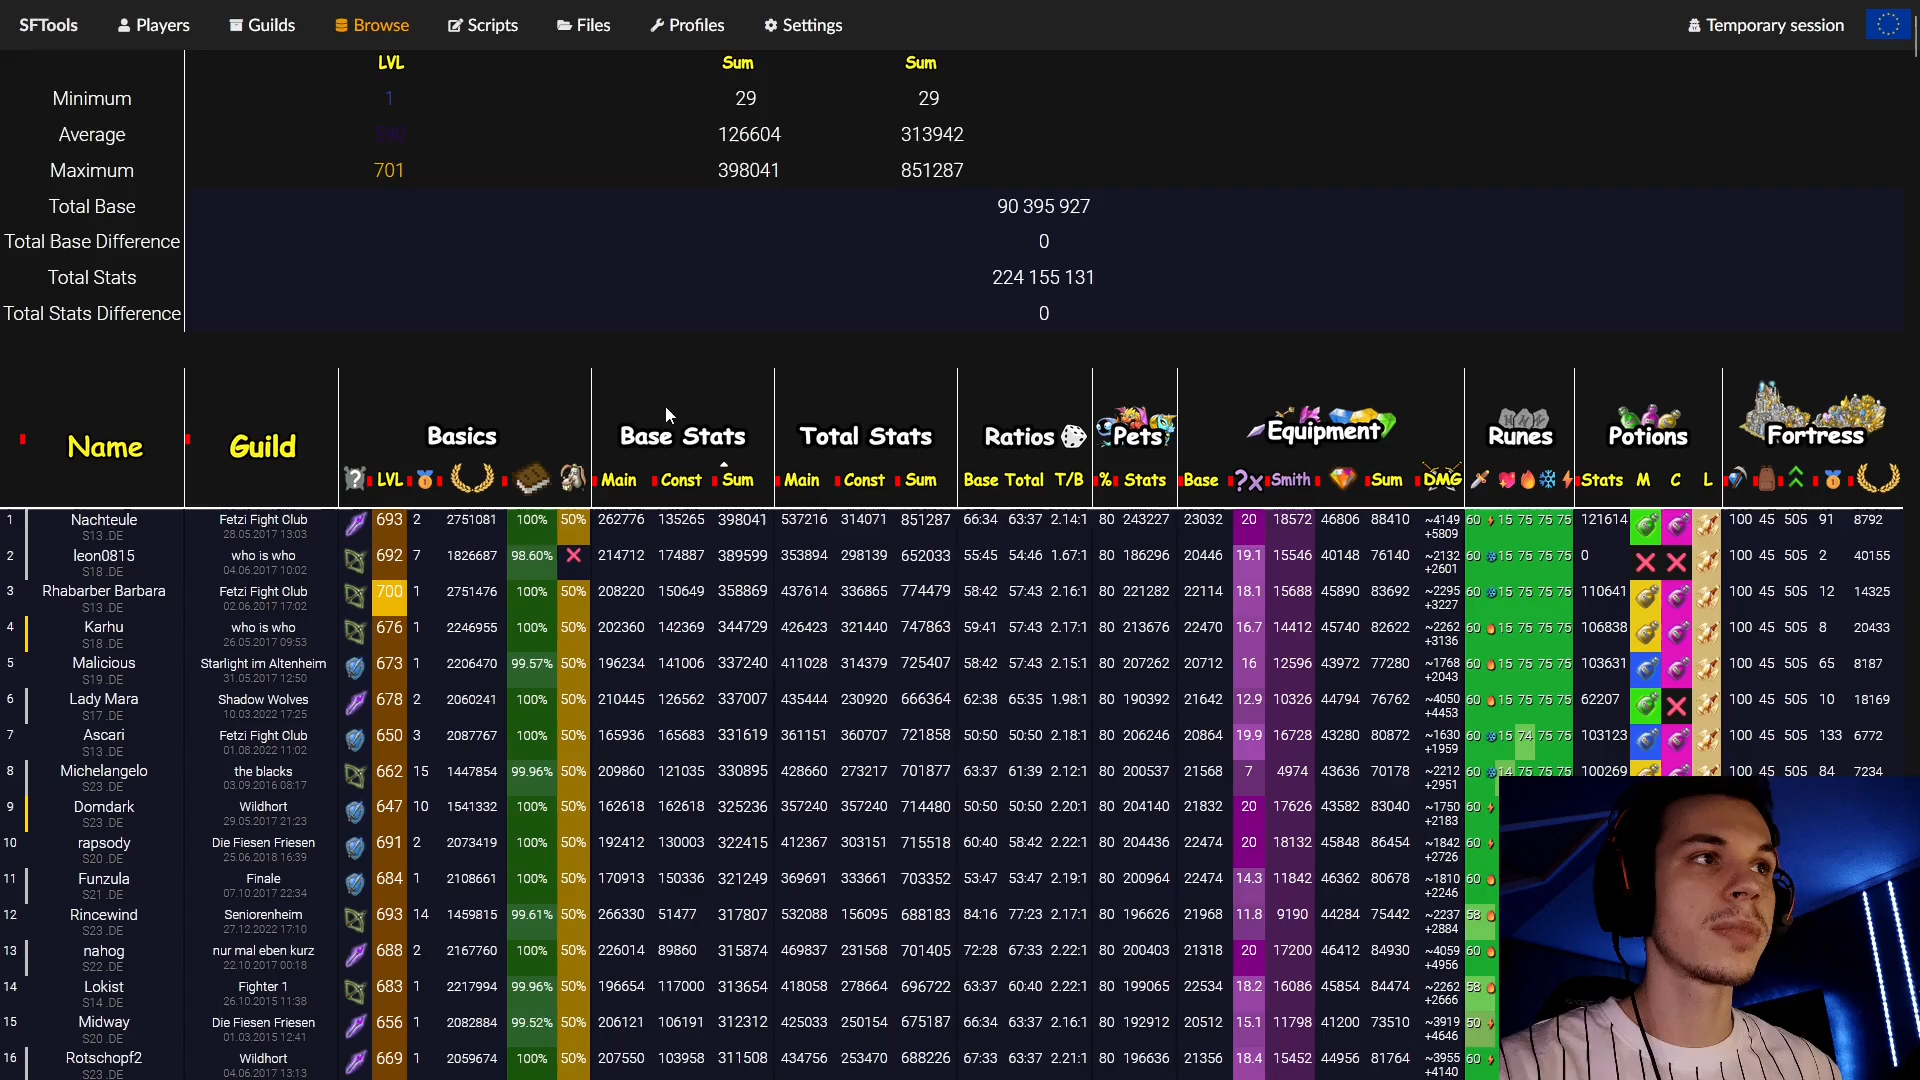 SFTools Players Guilds Browse Scripts Files Profiles Settings Temporary session
LVL Sum Sum
Minimum 1 29 29
Average 590 126604 313942
Maximum 701 398041 851287
Total Base 90 395 927
Total Base Difference 0
Total Stats 224 155 131
Total Stats Difference 0
Name Guild Basics Base Stats Total Stats Ratios Pets Equipment Runes Potions Fortress
LVL Main Const Sum Main Const Sum Base Total T/B % Stats Base ?x Smith Sum DMG Stats M C L
1 Nachteule Fetzi Fight Club 693 2 2751081 100% 50% 262776 135265 398041 537216 314071 851287 66:34 63:37 2.14:1 80 243227 23032 20 18572 46806 88410 ~4149 60 15 75 75 75 121614 100 45 505 91 8792
S13 .DE 28.05.2017 13:03 +5809
2 leon0815 who is who 692 7 1826687 98.60% 214712 174887 389599 353894 298139 652033 55:45 54:46 1.67:1 80 186296 20446 19.1 15546 40148 76140 ~2132 60 15 75 75 75 0 100 45 505 2 40155
S18 .DE 04.06.2017 10:02 +2601
3 Rhabarber Barbara Fetzi Fight Club 700 1 2751476 100% 50% 208220 150649 358869 437614 336865 774479 58:42 57:43 2.16:1 80 221282 22114 18.1 15688 45890 83692 ~2295 60 15 75 75 75 110641 100 45 505 12 14325
S13 .DE 02.06.2017 17:02 +3227
4 Karhu who is who 676 1 2246955 100% 50% 202360 142369 344729 426423 321440 747863 59:41 57:43 2.17:1 80 213676 22470 16.7 14412 45740 82622 ~2262 60 15 75 75 75 106838 100 45 505 8 20433
S18 .DE 26.05.2017 09:53 +3136
5 Malicious Starlight im Altenheim 673 1 2206470 99.57% 50% 196234 141006 337240 411028 314379 725407 58:42 57:43 2.15:1 80 207262 20712 16 12596 43972 77280 ~1768 60 15 75 75 75 103631 100 45 505 65 8187
S19 .DE 31.05.2017 12:50 +2043
6 Lady Mara Shadow Wolves 678 2 2060241 100% 50% 210445 126562 337007 435444 230920 666364 62:38 65:35 1.98:1 80 190392 21642 12.9 10326 44794 76762 ~4050 60 15 75 75 75 62207 100 45 505 10 18169
S17 .DE 10.03.2022 17:25 +4453
7 Ascari Fetzi Fight Club 650 3 2087767 100% 50% 165936 165683 331619 361151 360707 721858 50:50 50:50 2.18:1 80 206246 20864 19.9 16728 43280 80872 ~1630 60 15 74 75 75 103123 100 45 505 133 6772
S13 .DE 01.08.2022 11:02 +1959
8 Michelangelo the blacks 662 15 1447854 99.96% 50% 209860 121035 330895 428660 273217 701877 63:37 61:39 2.12:1 80 200537 21568 7 4974 43636 70178 ~2212 60 14 75 75 75 100269 100 45 505 84 7234
S23 .DE 03.09.2016 08:17 +2951
9 Domdark Wildhort 647 10 1541332 100% 50% 162618 162618 325236 357240 357240 714480 50:50 50:50 2.20:1 80 204140 21832 20 17626 43582 83040 ~1750 60
S23 .DE 29.05.2017 21:23 +2183
10 rapsody Die Fiesen Friesen 691 2 2073419 100% 50% 192412 130003 322415 412367 303151 715518 60:40 58:42 2.22:1 80 204436 22474 20 18132 45848 86454 ~1842 60
S20 .DE 25.06.2018 16:39 +2726
11 Funzula Finale 684 1 2108661 100% 50% 170913 150336 321249 369691 333661 703352 53:47 53:47 2.19:1 80 200964 22474 14.3 11842 46362 80678 ~1810 60
S21 .DE 07.10.2017 22:34 +2246
12 Rincewind Seniorenheim 693 14 1459815 99.61% 50% 266330 51477 317807 532088 156095 688183 84:16 77:23 2.17:1 80 196626 21968 11.8 9190 44284 75442 ~2237 58
S23 .DE 27.12.2022 17:10 +2884
13 nahog nur mal eben kurz 688 2 2167760 100% 50% 226014 89860 315874 469837 231568 701405 72:28 67:33 2.22:1 80 200403 21318 20 17200 46412 84930 ~4059 60
S22 .DE 22.10.2017 00:18 +4956
14 Lokist Fighter 1 683 1 2217994 99.96% 50% 196654 117000 313654 418058 278664 696722 63:37 60:40 2.22:1 80 199065 22534 18.2 16086 45854 84474 ~2262 58
S14 .DE 26.10.2015 11:38 +2666
15 Midway Die Fiesen Friesen 656 1 2082884 99.52% 50% 206121 106191 312312 425033 250154 675187 66:34 63:37 2.16:1 80 192912 20512 15.1 11798 41200 73510 ~3919 50
S20 .DE 01.03.2015 12:41 +4646
16 Rotschopf2 Wildhort 669 1 2059674 100% 50% 207550 103958 311508 434756 253470 688226 67:33 63:37 2.21:1 80 196636 21356 18.4 15452 44956 81764 ~3955 60
S23 .DE 04.06.2017 13:13 +4140